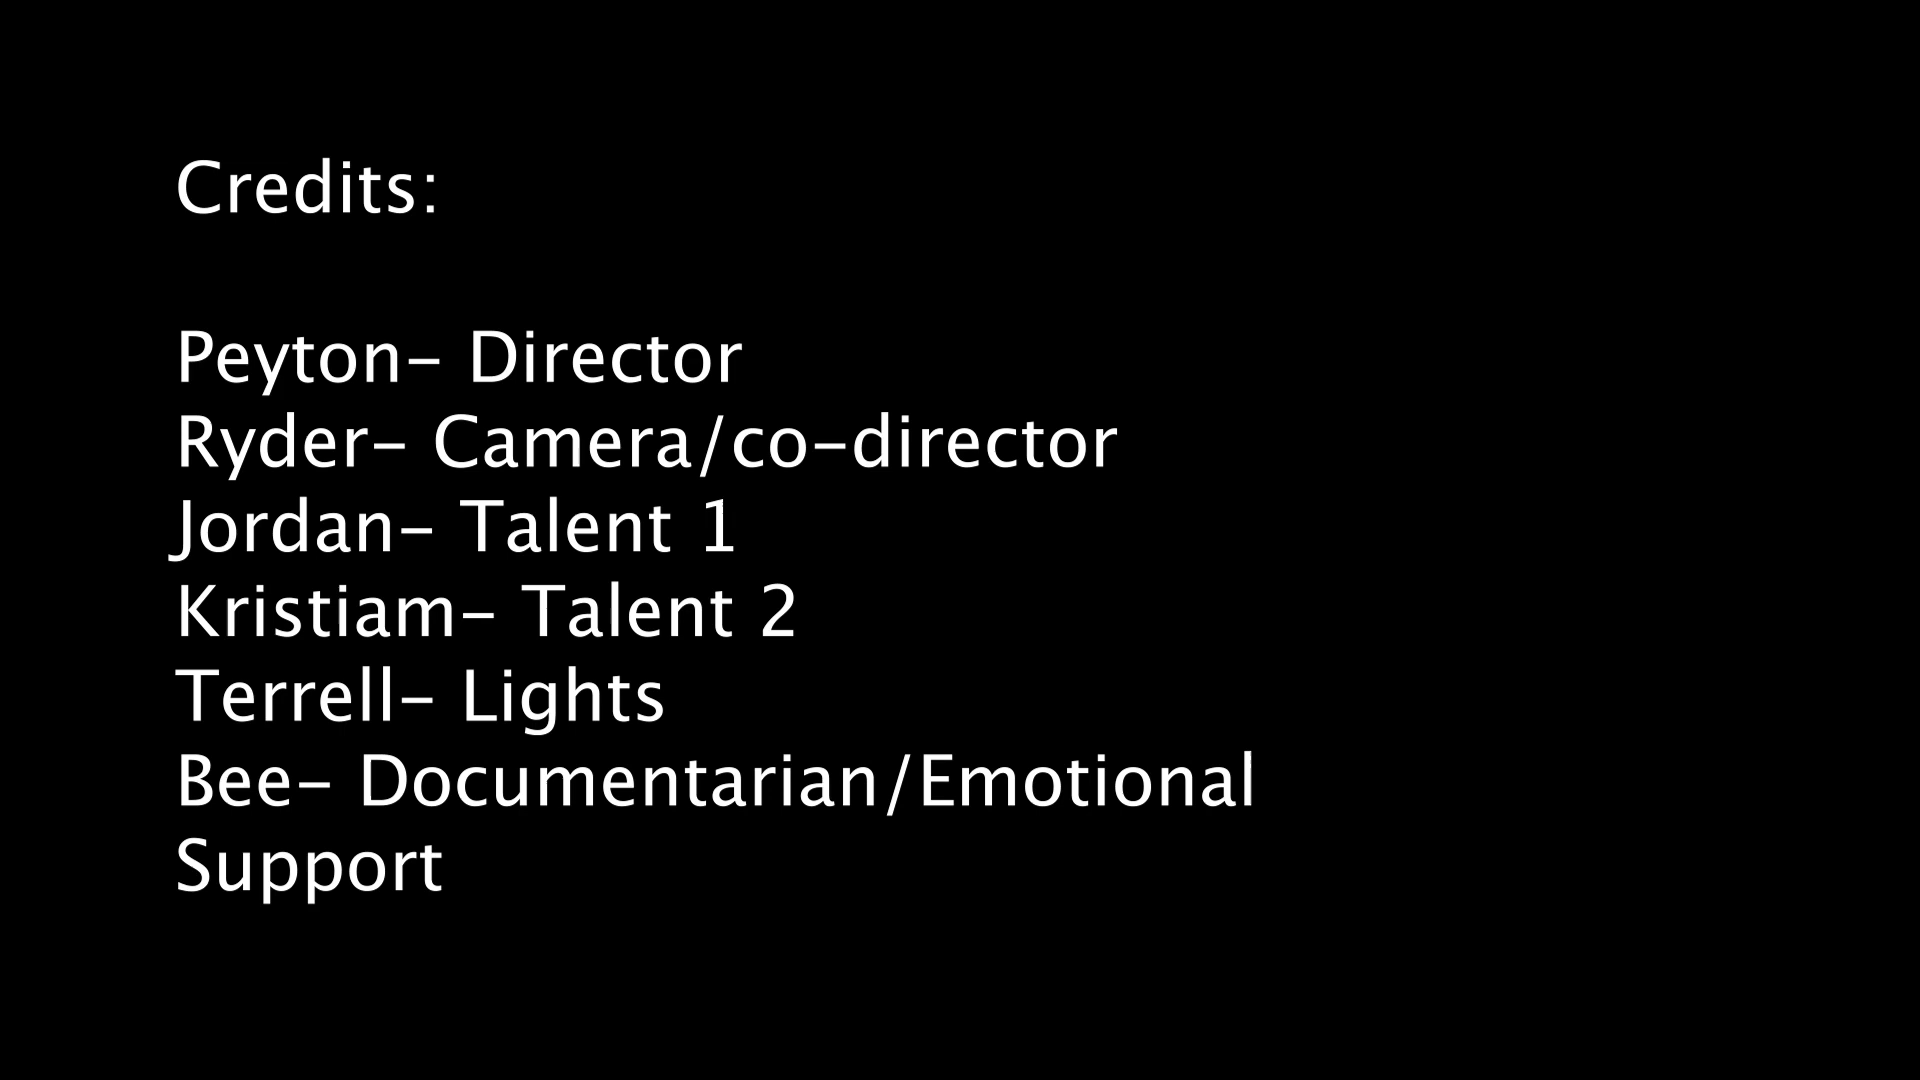 Credits:
Peyton- Director
Ryder- Camera/co-director
Jordan- Talent 1
Kristiam- Talent 2
Terrell- Lights
Bee- Documentarian/Emotional
Support